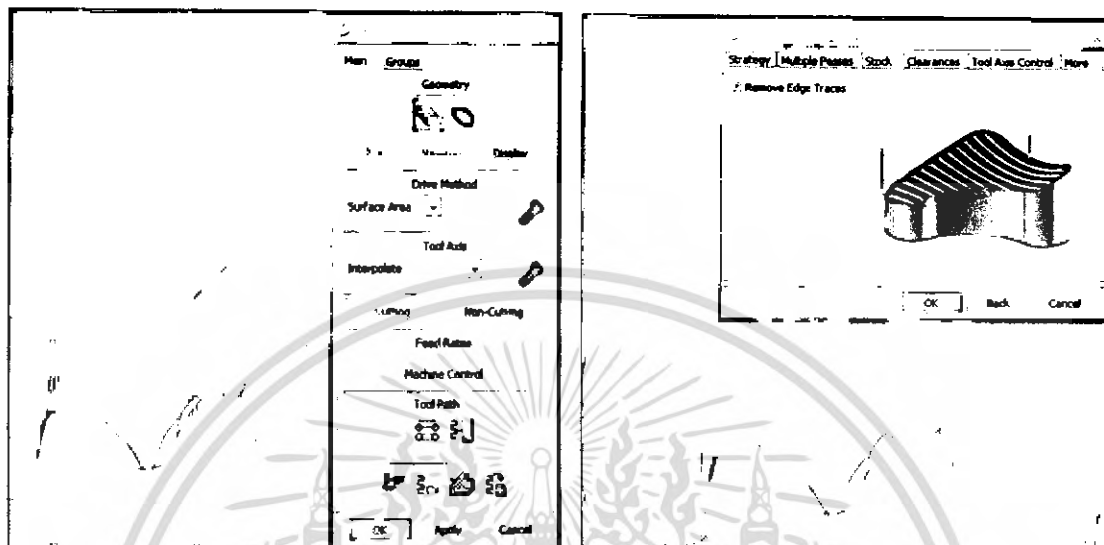 Main Groups
Geometry
Display
Drive Method
Surface Area
Tool Axis
Interpolate
Cutting Non-Cutting
Feed Rates
Machine Control
Tool Path
OK Apply Cancel
Strategy Multiple Passes Stock Clearances Tool Axis Control More
Remove Edge Traces
OK Back Cancel